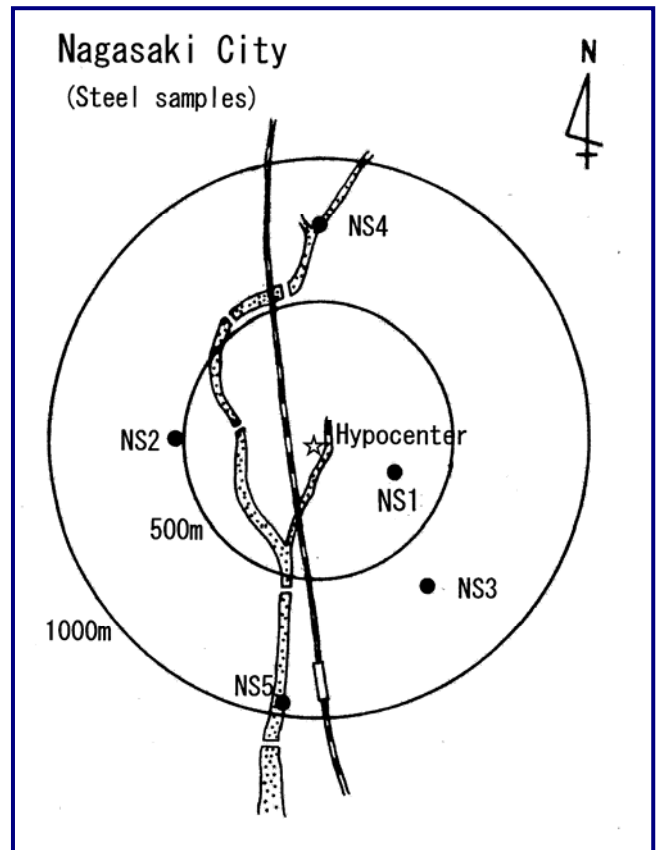 Nagasaki City
(Steel samples)
N
NS4
Hypocenter
NS2
NS1
500m
NS3
1000m
NS5